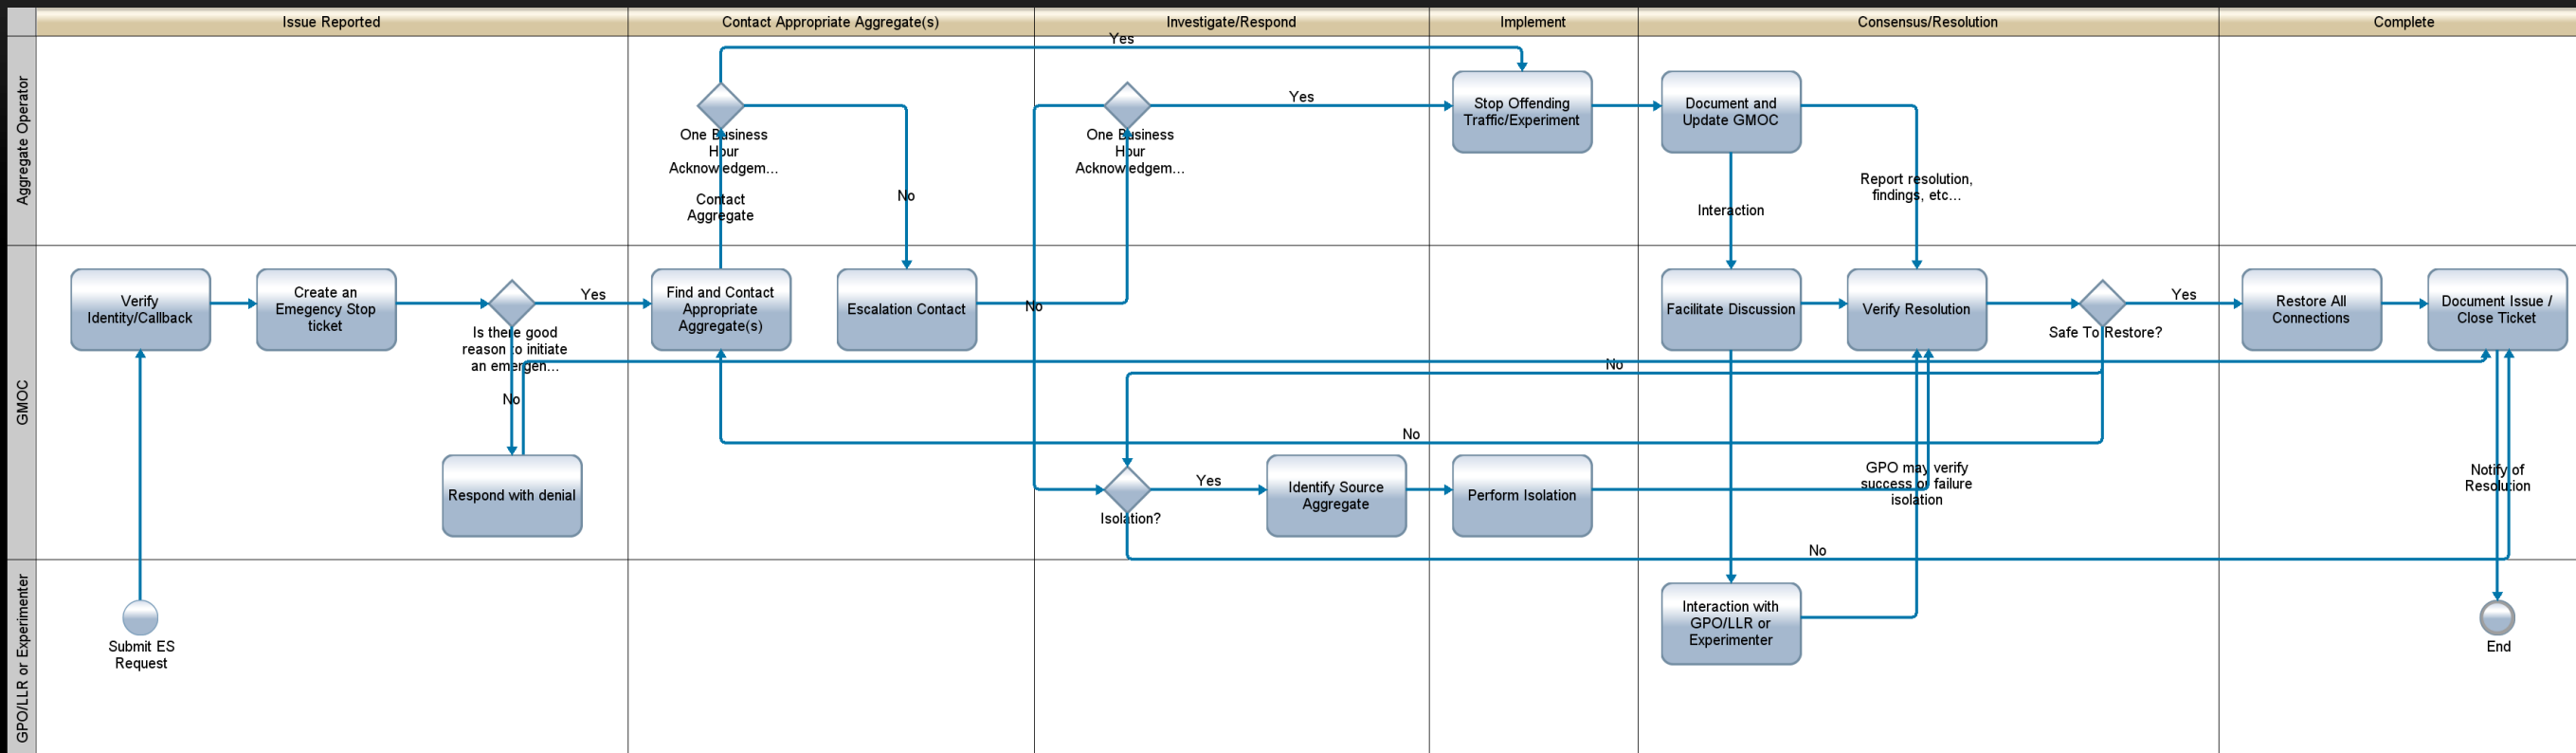 Issue Reported
Contact Appropriate Aggregate(s)
Investigate/Respond
Implement
Consensus/Resolution
Complete
Aggregate Operator
Yes
One Business
Hour
Acknowledgem...
Contact
Aggregate
No
One Business
Hour
Acknowledgem...
Yes
Stop Offending
Traffic/Experiment
Document and
Update GMOC
Interaction
Report resolution,
findings, etc...
GMOC
Verify
Identity/Callback
Create an
Emegency Stop
ticket
Is there good
reason to initiate
an emergen...
Yes
No
Respond with denial
Find and Contact
Appropriate
Aggregate(s)
Escalation Contact
No
Facilitate Discussion
Verify Resolution
Safe To Restore?
Yes
Restore All
Connections
Document Issue /
Close Ticket
No
No
Isolation?
Yes
Identify Source
Aggregate
Perform Isolation
GPO may verify
success or failure
isolation
Notify of
Resolution
No
GPO/LLR or Experimenter
Submit ES
Request
Interaction with
GPO/LLR or
Experimenter
End